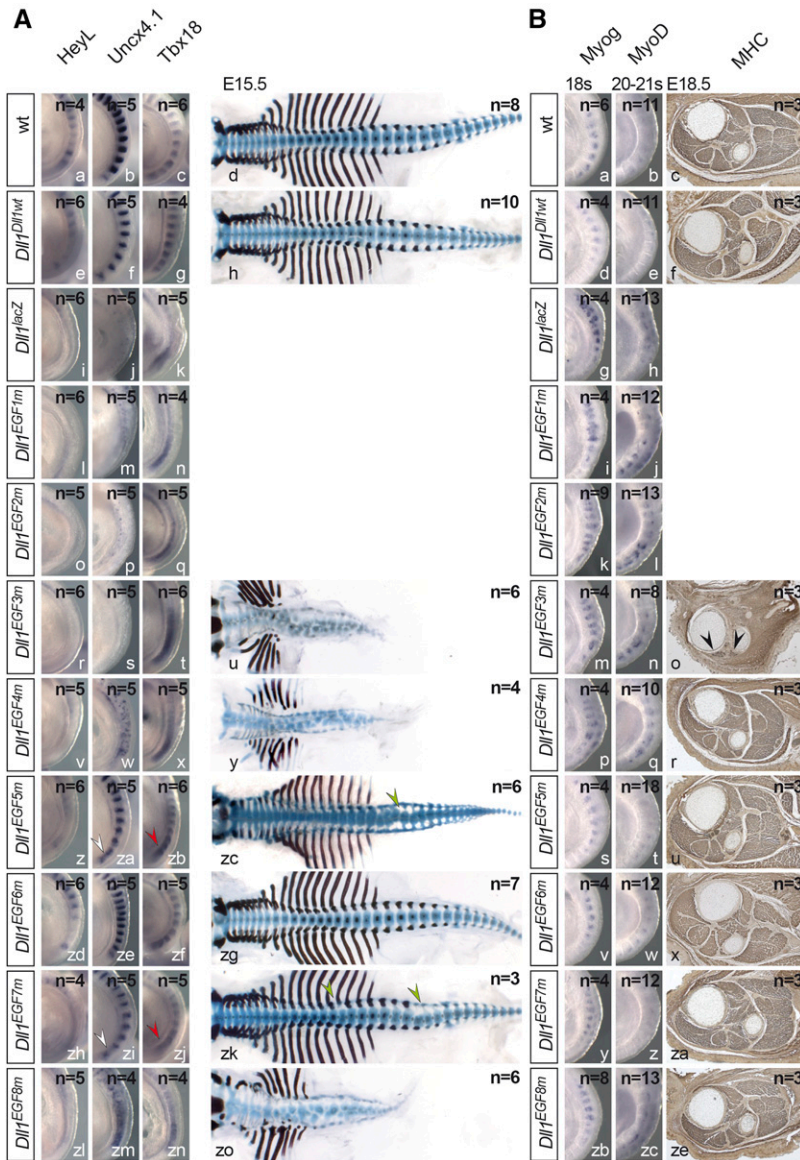 A
B
HeyL
Uncx4.1
Tbx18
Myog
MyoD
MHC
E15.5
18s
20-21s
E18.5
wt
n=4
n=5
n=6
n=8
n=6
n=11
n=3
a
b
c
d
a
b
c
Dll1Dll1wt
n=6
n=5
n=4
n=10
n=4
n=11
n=3
e
f
g
h
d
e
f
Dll1lacZ
n=6
n=5
n=5
n=4
n=13
i
j
k
g
h
Dll1EGF1m
n=6
n=5
n=4
n=4
n=12
l
m
n
i
j
Dll1EGF2m
n=5
n=5
n=5
n=9
n=13
o
p
q
k
l
Dll1EGF3m
n=6
n=5
n=6
n=6
n=4
n=8
n=3
r
s
t
u
m
n
o
Dll1EGF4m
n=5
n=5
n=5
n=4
n=4
n=10
n=3
v
w
x
y
p
q
r
Dll1EGF5m
n=6
n=5
n=6
n=6
n=4
n=18
n=3
z
za
zb
zc
s
t
u
Dll1EGF6m
n=6
n=5
n=5
n=7
n=4
n=12
n=3
zd
ze
zf
zg
v
w
x
Dll1EGF7m
n=4
n=5
n=5
n=3
n=4
n=12
n=3
zh
zi
zj
zk
y
z
za
Dll1EGF8m
n=5
n=4
n=4
n=6
n=8
n=13
n=3
zl
zm
zn
zo
zb
zc
ze